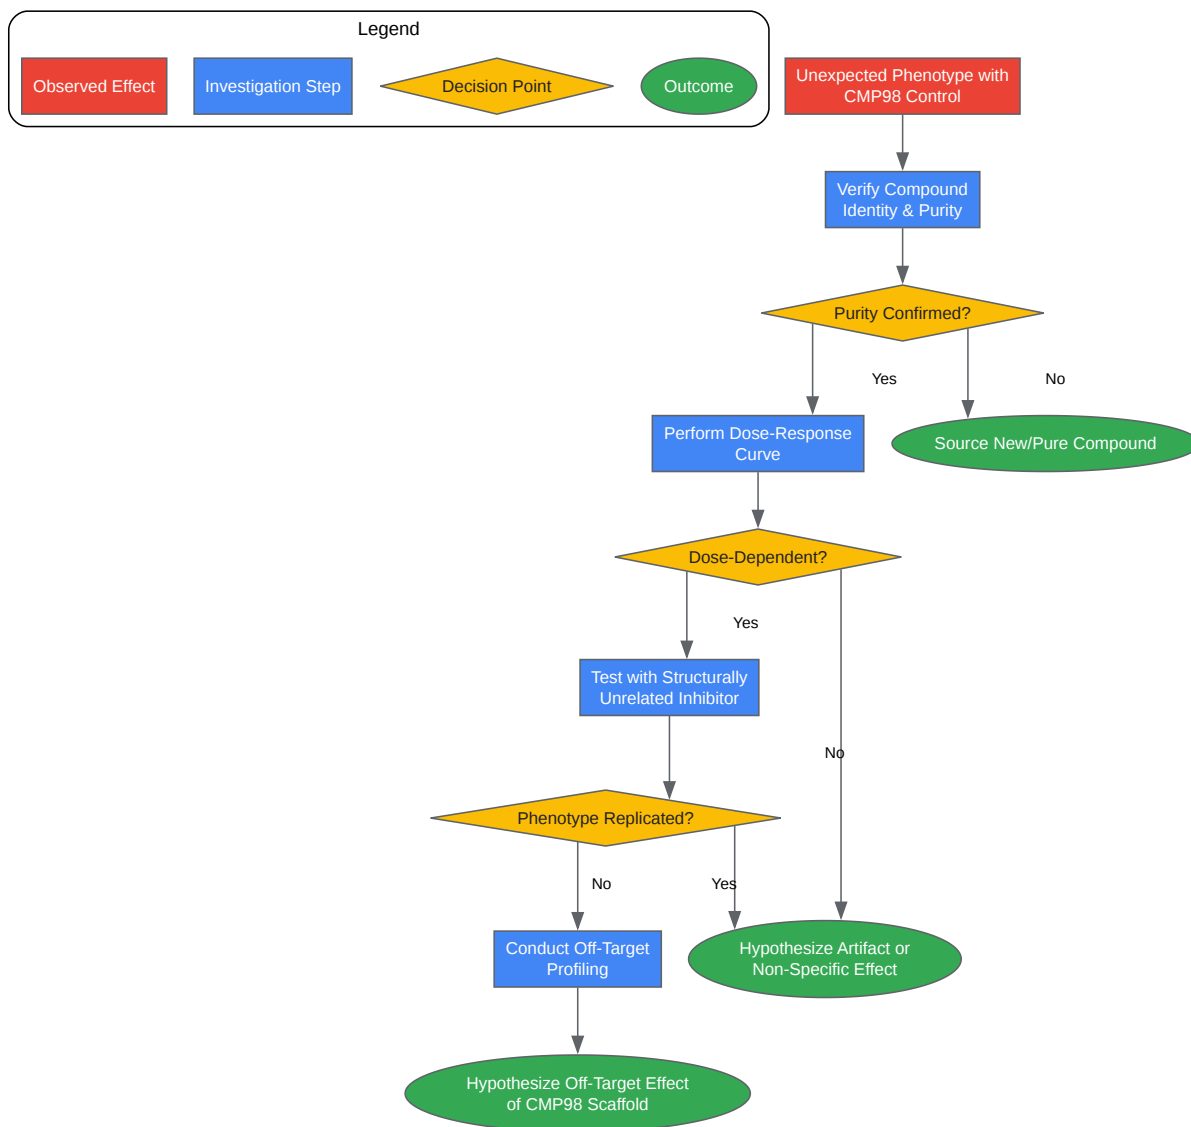 Legend
Observed Effect
Investigation Step
Decision Point
Outcome
Unexpected Phenotype with
CMP98 Control
Verify Compound
Identity & Purity
Purity Confirmed?
Yes
No
Perform Dose-Response
Curve
Source New/Pure Compound
Dose-Dependent?
Yes
Test with Structurally
Unrelated Inhibitor
No
Phenotype Replicated?
No
Yes
Conduct Off-Target
Profiling
Hypothesize Artifact or
Non-Specific Effect
Hypothesize Off-Target Effect
of CMP98 Scaffold